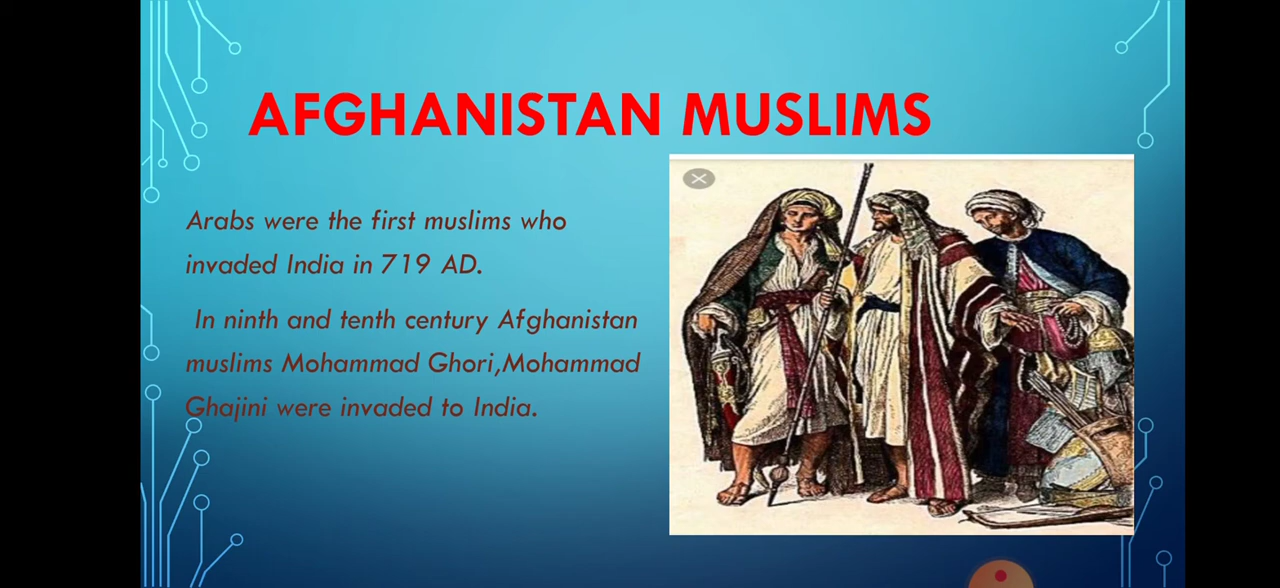 AFGHANISTAN MUSLIMS
Arabs were the first muslims who
invaded India in 719 AD.
In ninth and tenth century Afghanistan
muslims Mohammad Ghori,Mohammad
Ghajini were invaded to India.